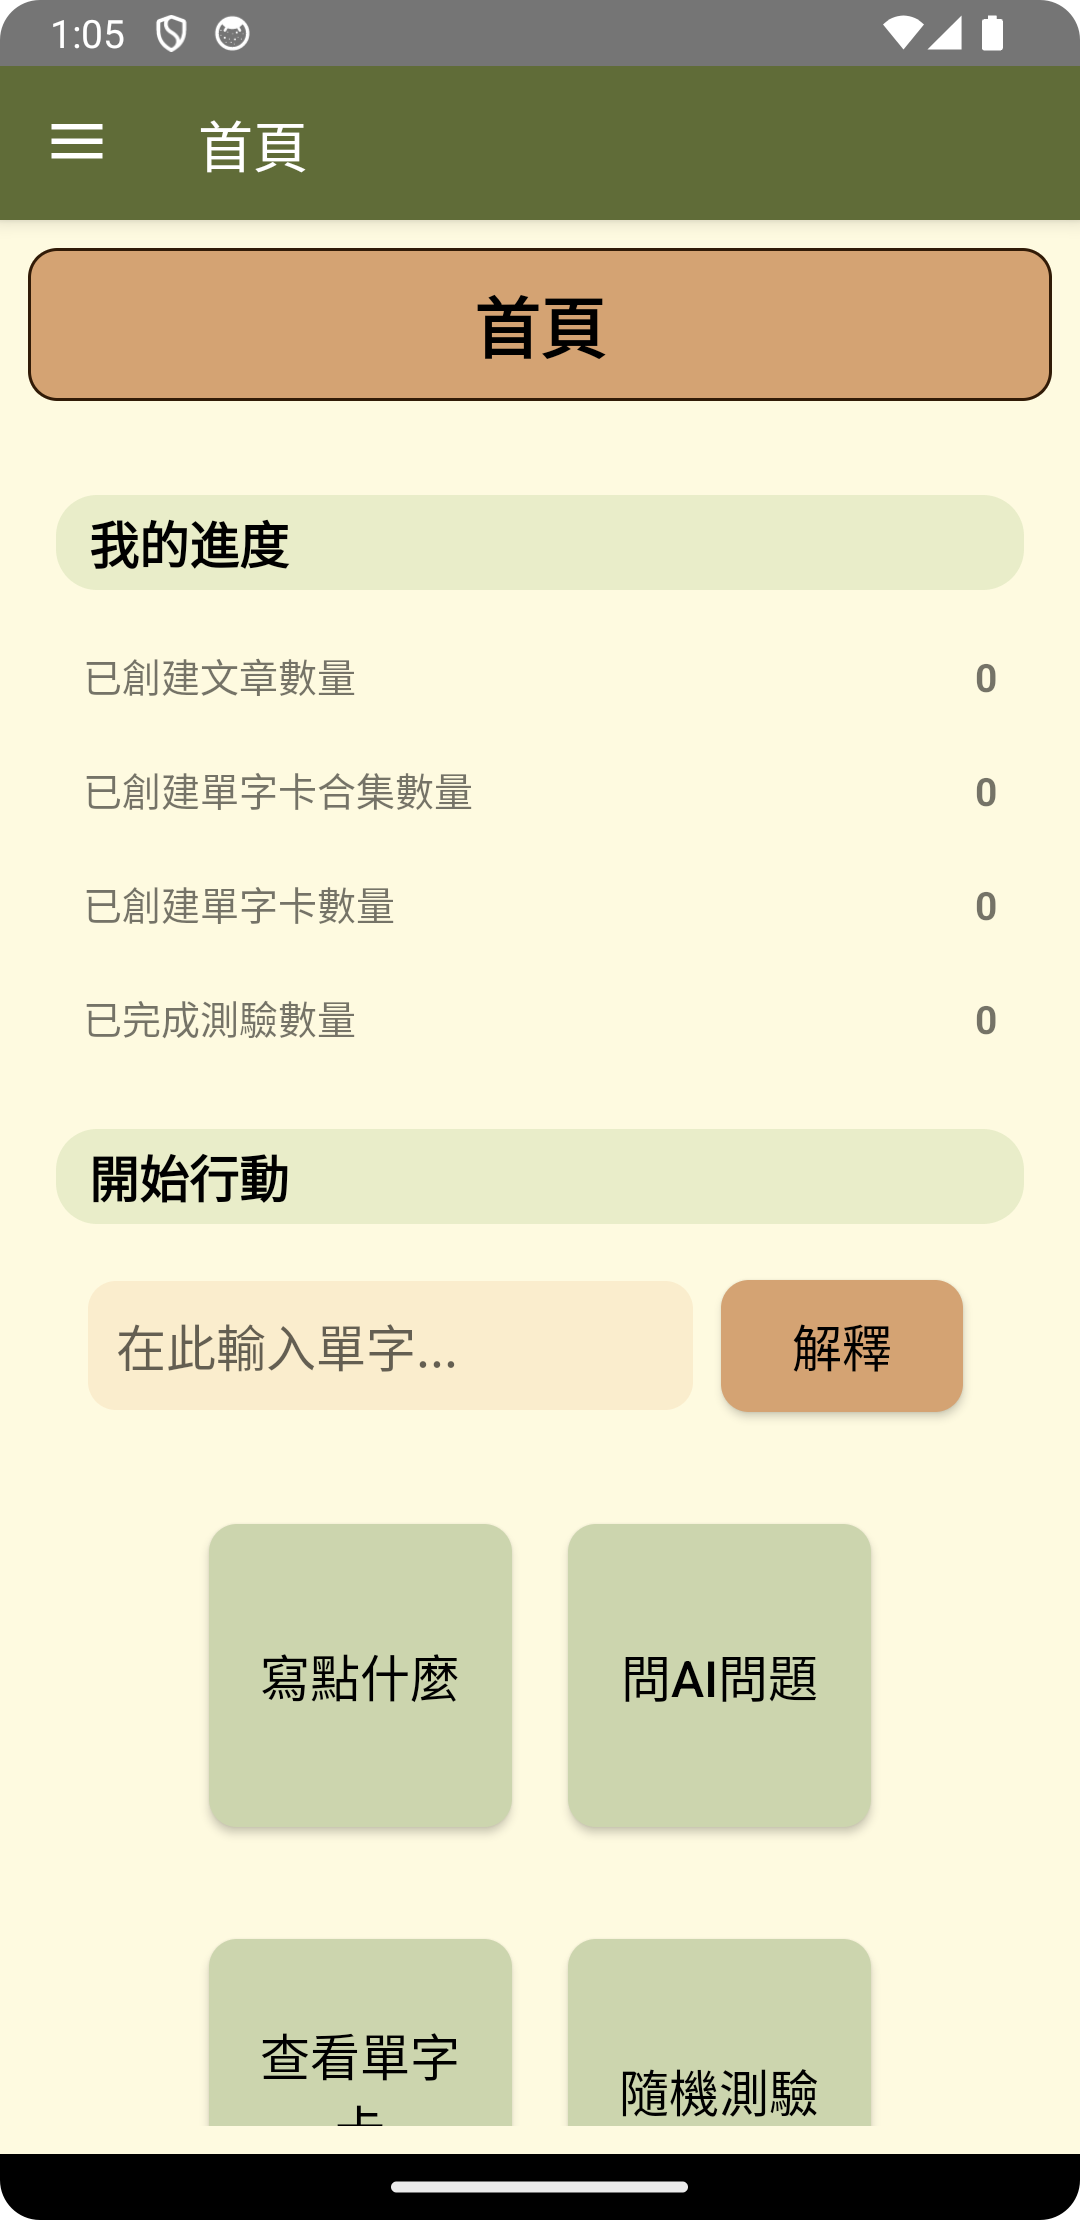 1:05
首頁
首頁
我的進度
已創建文章數量 0
已創建單字卡合集數量 0
已創建單字卡數量 0
已完成測驗數量 0
開始行動
在此輸入單字... 解釋
寫點什麼 問AI問題
查看單字
卡
隨機測驗